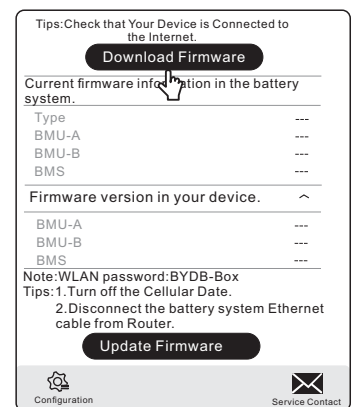 Tips:Check that Your Device is Connected to
the Internet.
Download Firmware
Current firmware information in the battery
system.
Type ---
BMU-A ---
BMU-B ---
BMS ---
Firmware version in your device.
BMU-A ---
BMU-B ---
BMS ---
Note:WLAN password:BYDB-Box
Tips:1.Turn off the Cellular Date.
2.Disconnect the battery system Ethernet
cable from Router.
Update Firmware
Configuration
Service Contact